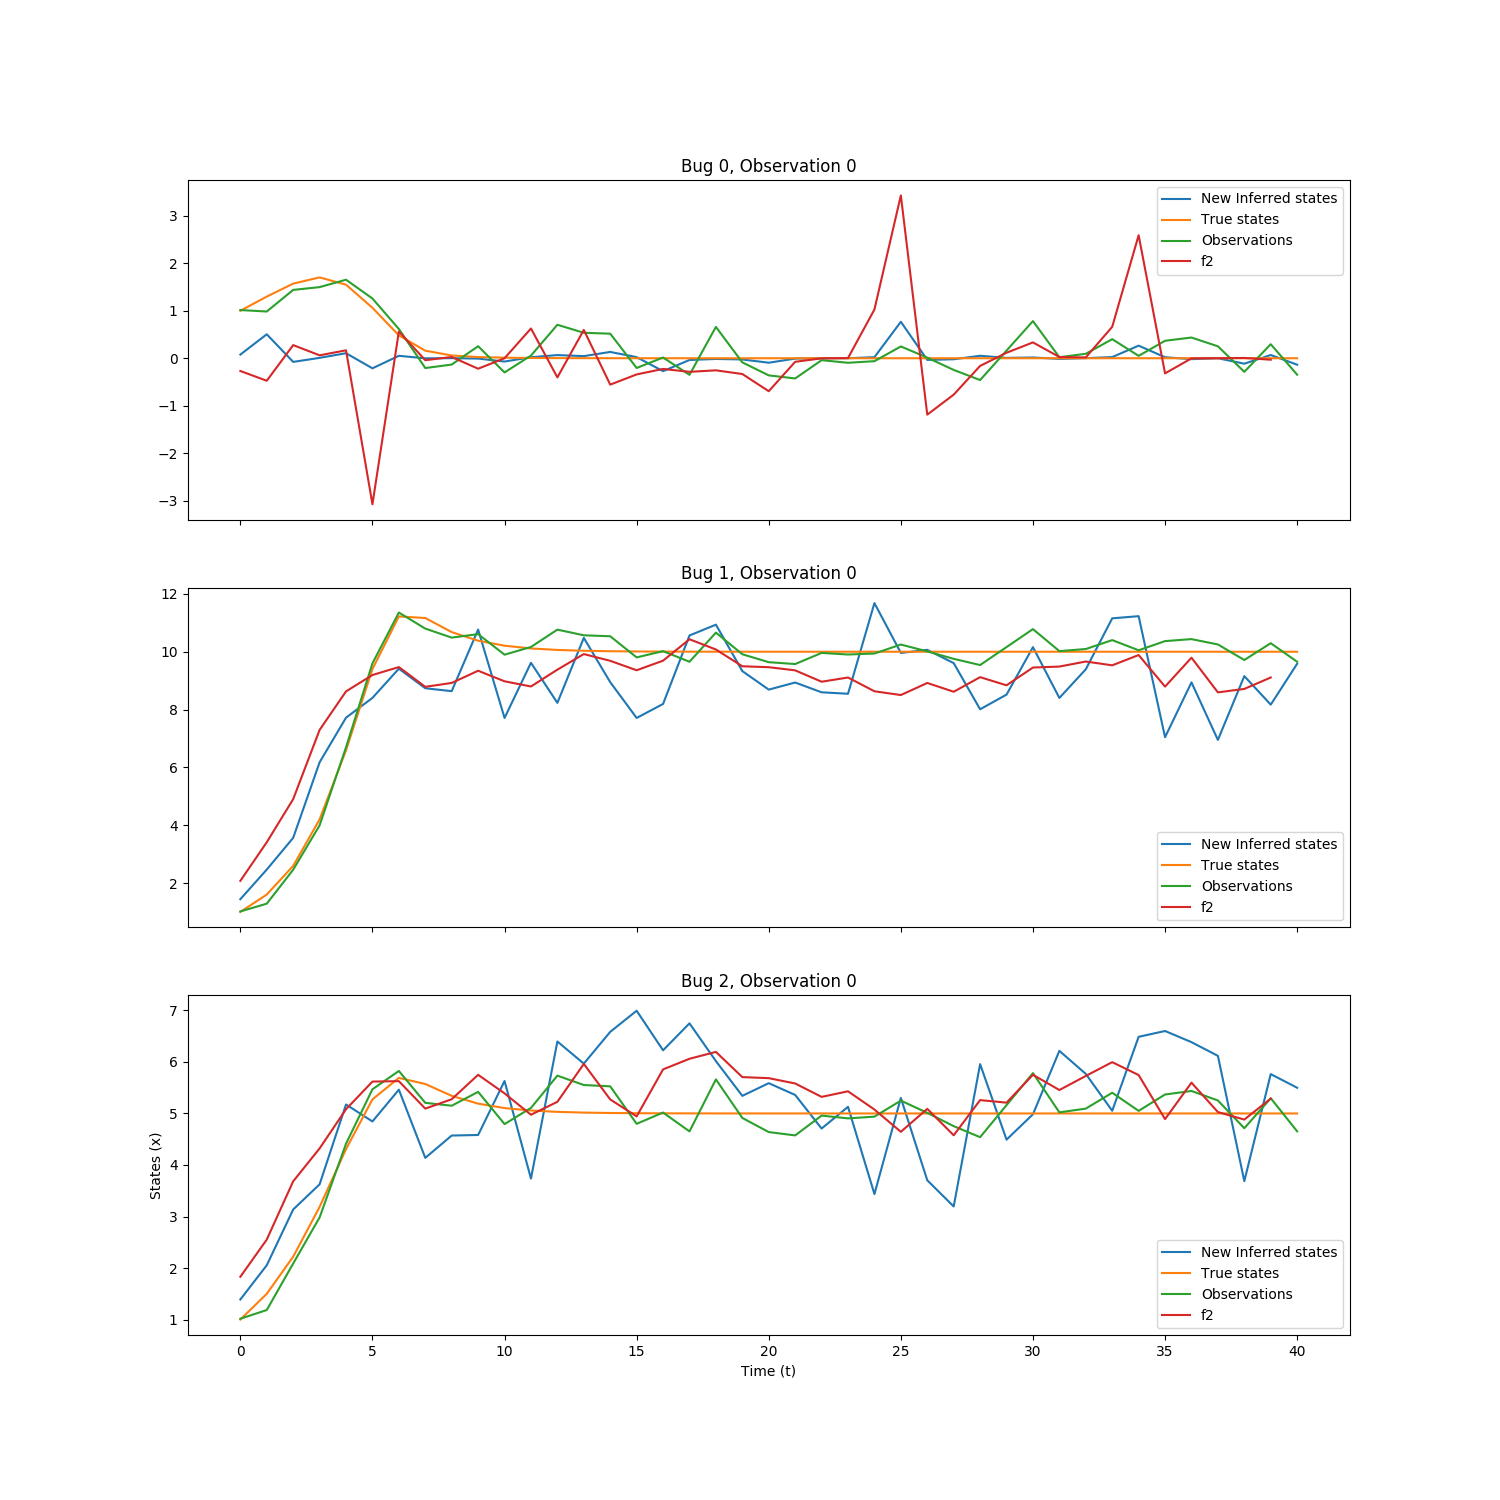 Bug 0, Observation 0
3
2
1
0
−1
−2
−3
New Inferred states
True states
Observations
f2
Bug 1, Observation 0
12
10
8
6
4
2
New Inferred states
True states
Observations
f2
Bug 2, Observation 0
7
6
5
4
3
2
1
States (x)
New Inferred states
True states
Observations
f2
0 5 10 15 20 25 30 35 40
Time (t)